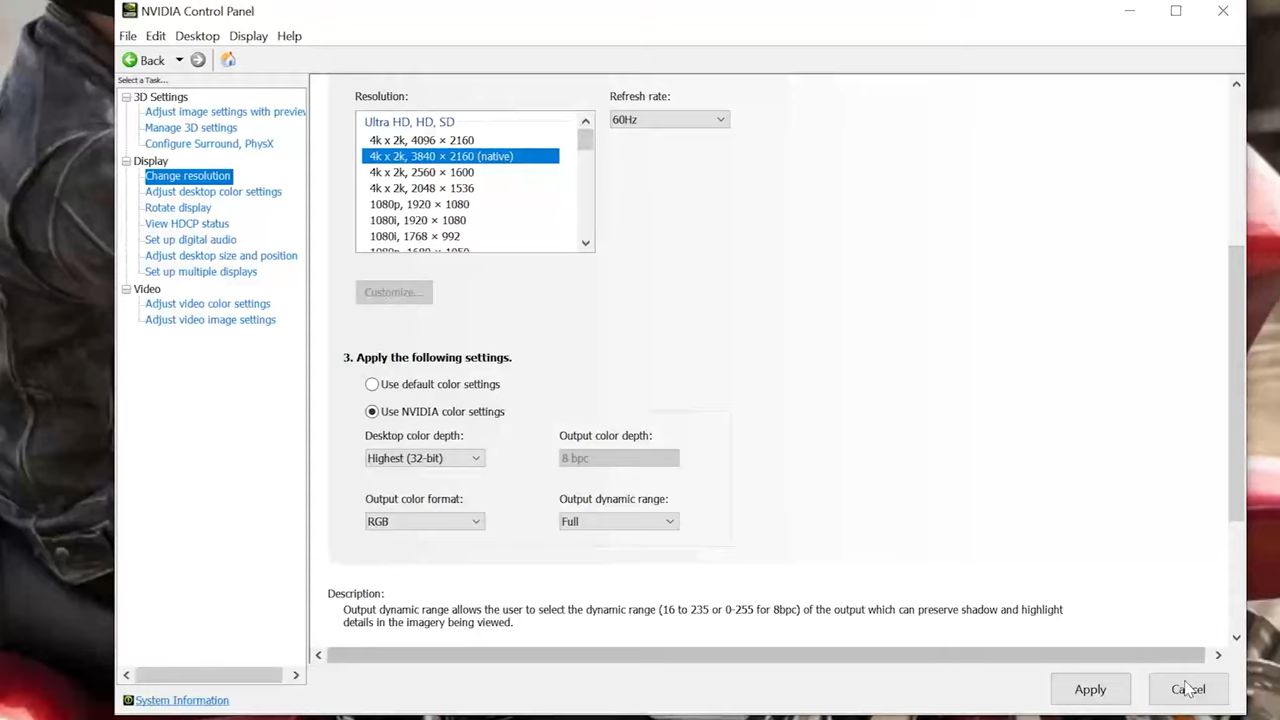 NVIDIA Control Panel
File Edit Desktop Display Help
Back
Select a Task...
3D Settings
Adjust image settings with preview
Manage 3D settings
Configure Surround, PhysX
Display
Change resolution
Adjust desktop color settings
Rotate display
View HDCP status
Set up digital audio
Adjust desktop size and position
Set up multiple displays
Video
Adjust video color settings
Adjust video image settings
System Information
Resolution:
Ultra HD, HD, SD
4k x 2k, 4096 × 2160
4k x 2k, 3840 × 2160 (native)
4k x 2k, 2560 × 1600
4k x 2k, 2048 × 1536
1080p, 1920 × 1080
1080i, 1920 × 1080
1080i, 1768 × 992
1080p, 1680 × 1050
Refresh rate:
60Hz
Customize...
3. Apply the following settings.
Use default color settings
Use NVIDIA color settings
Desktop color depth:
Highest (32-bit)
Output color depth:
8 bpc
Output color format:
RGB
Output dynamic range:
Full
Description:
Output dynamic range allows the user to select the dynamic range (16 to 235 or 0-255 for 8bpc) of the output which can preserve shadow and highlight
details in the imagery being viewed.
Apply
Cancel